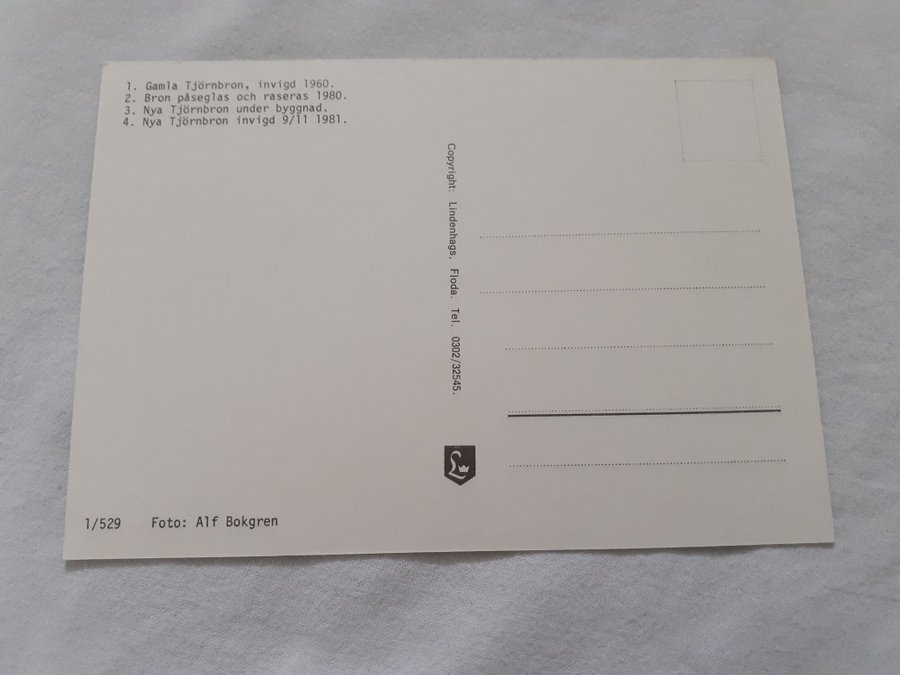 1. Gamla Tjörnbron, invigd 1960.
2. Bron påseglas och raseras 1980.
3. Nya Tjörnbron under byggnad.
4. Nya Tjörnbron invigd 9/11 1981.
Copyright: Lindenhags, Floda. Tel. 0302/32545.
L
1/529 Foto: Alf Bokgren